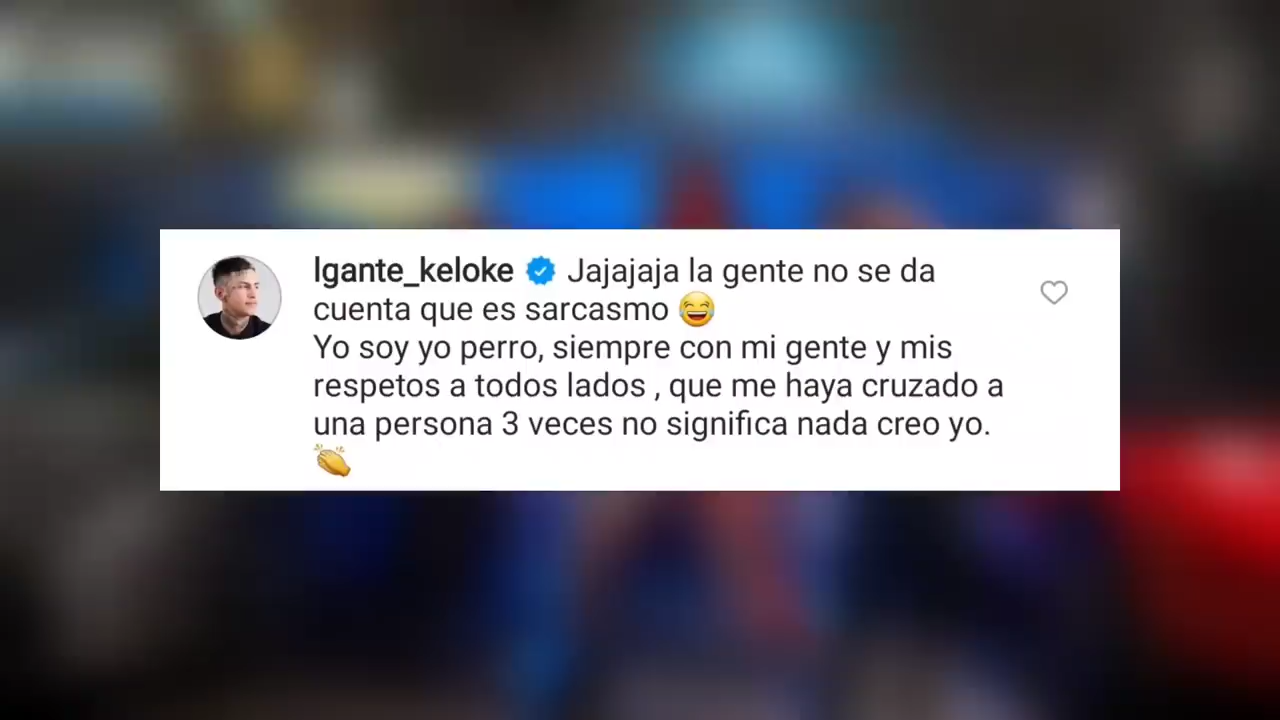 lgante_keloke Jajajaja la gente no se da
cuenta que es sarcasmo 😂
Yo soy yo perro, siempre con mi gente y mis
respetos a todos lados , que me haya cruzado a
una persona 3 veces no significa nada creo yo.
👏